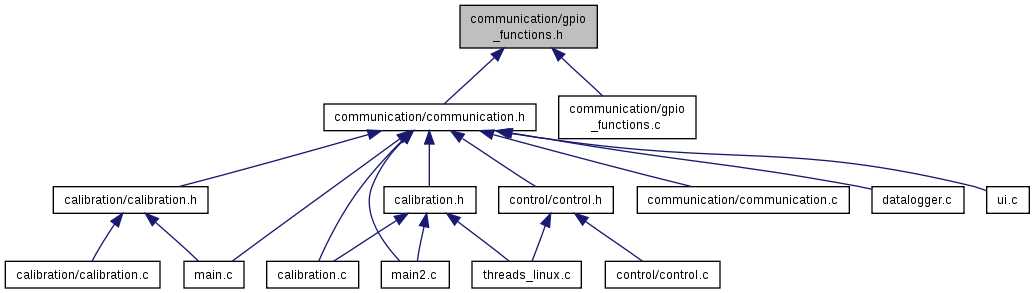 communication/gpio
_functions.h
communication/communication.h
communication/gpio
_functions.c
calibration/calibration.h
calibration.h
control/control.h
communication/communication.c
datalogger.c
ui.c
calibration/calibration.c
main.c
calibration.c
main2.c
threads_linux.c
control/control.c